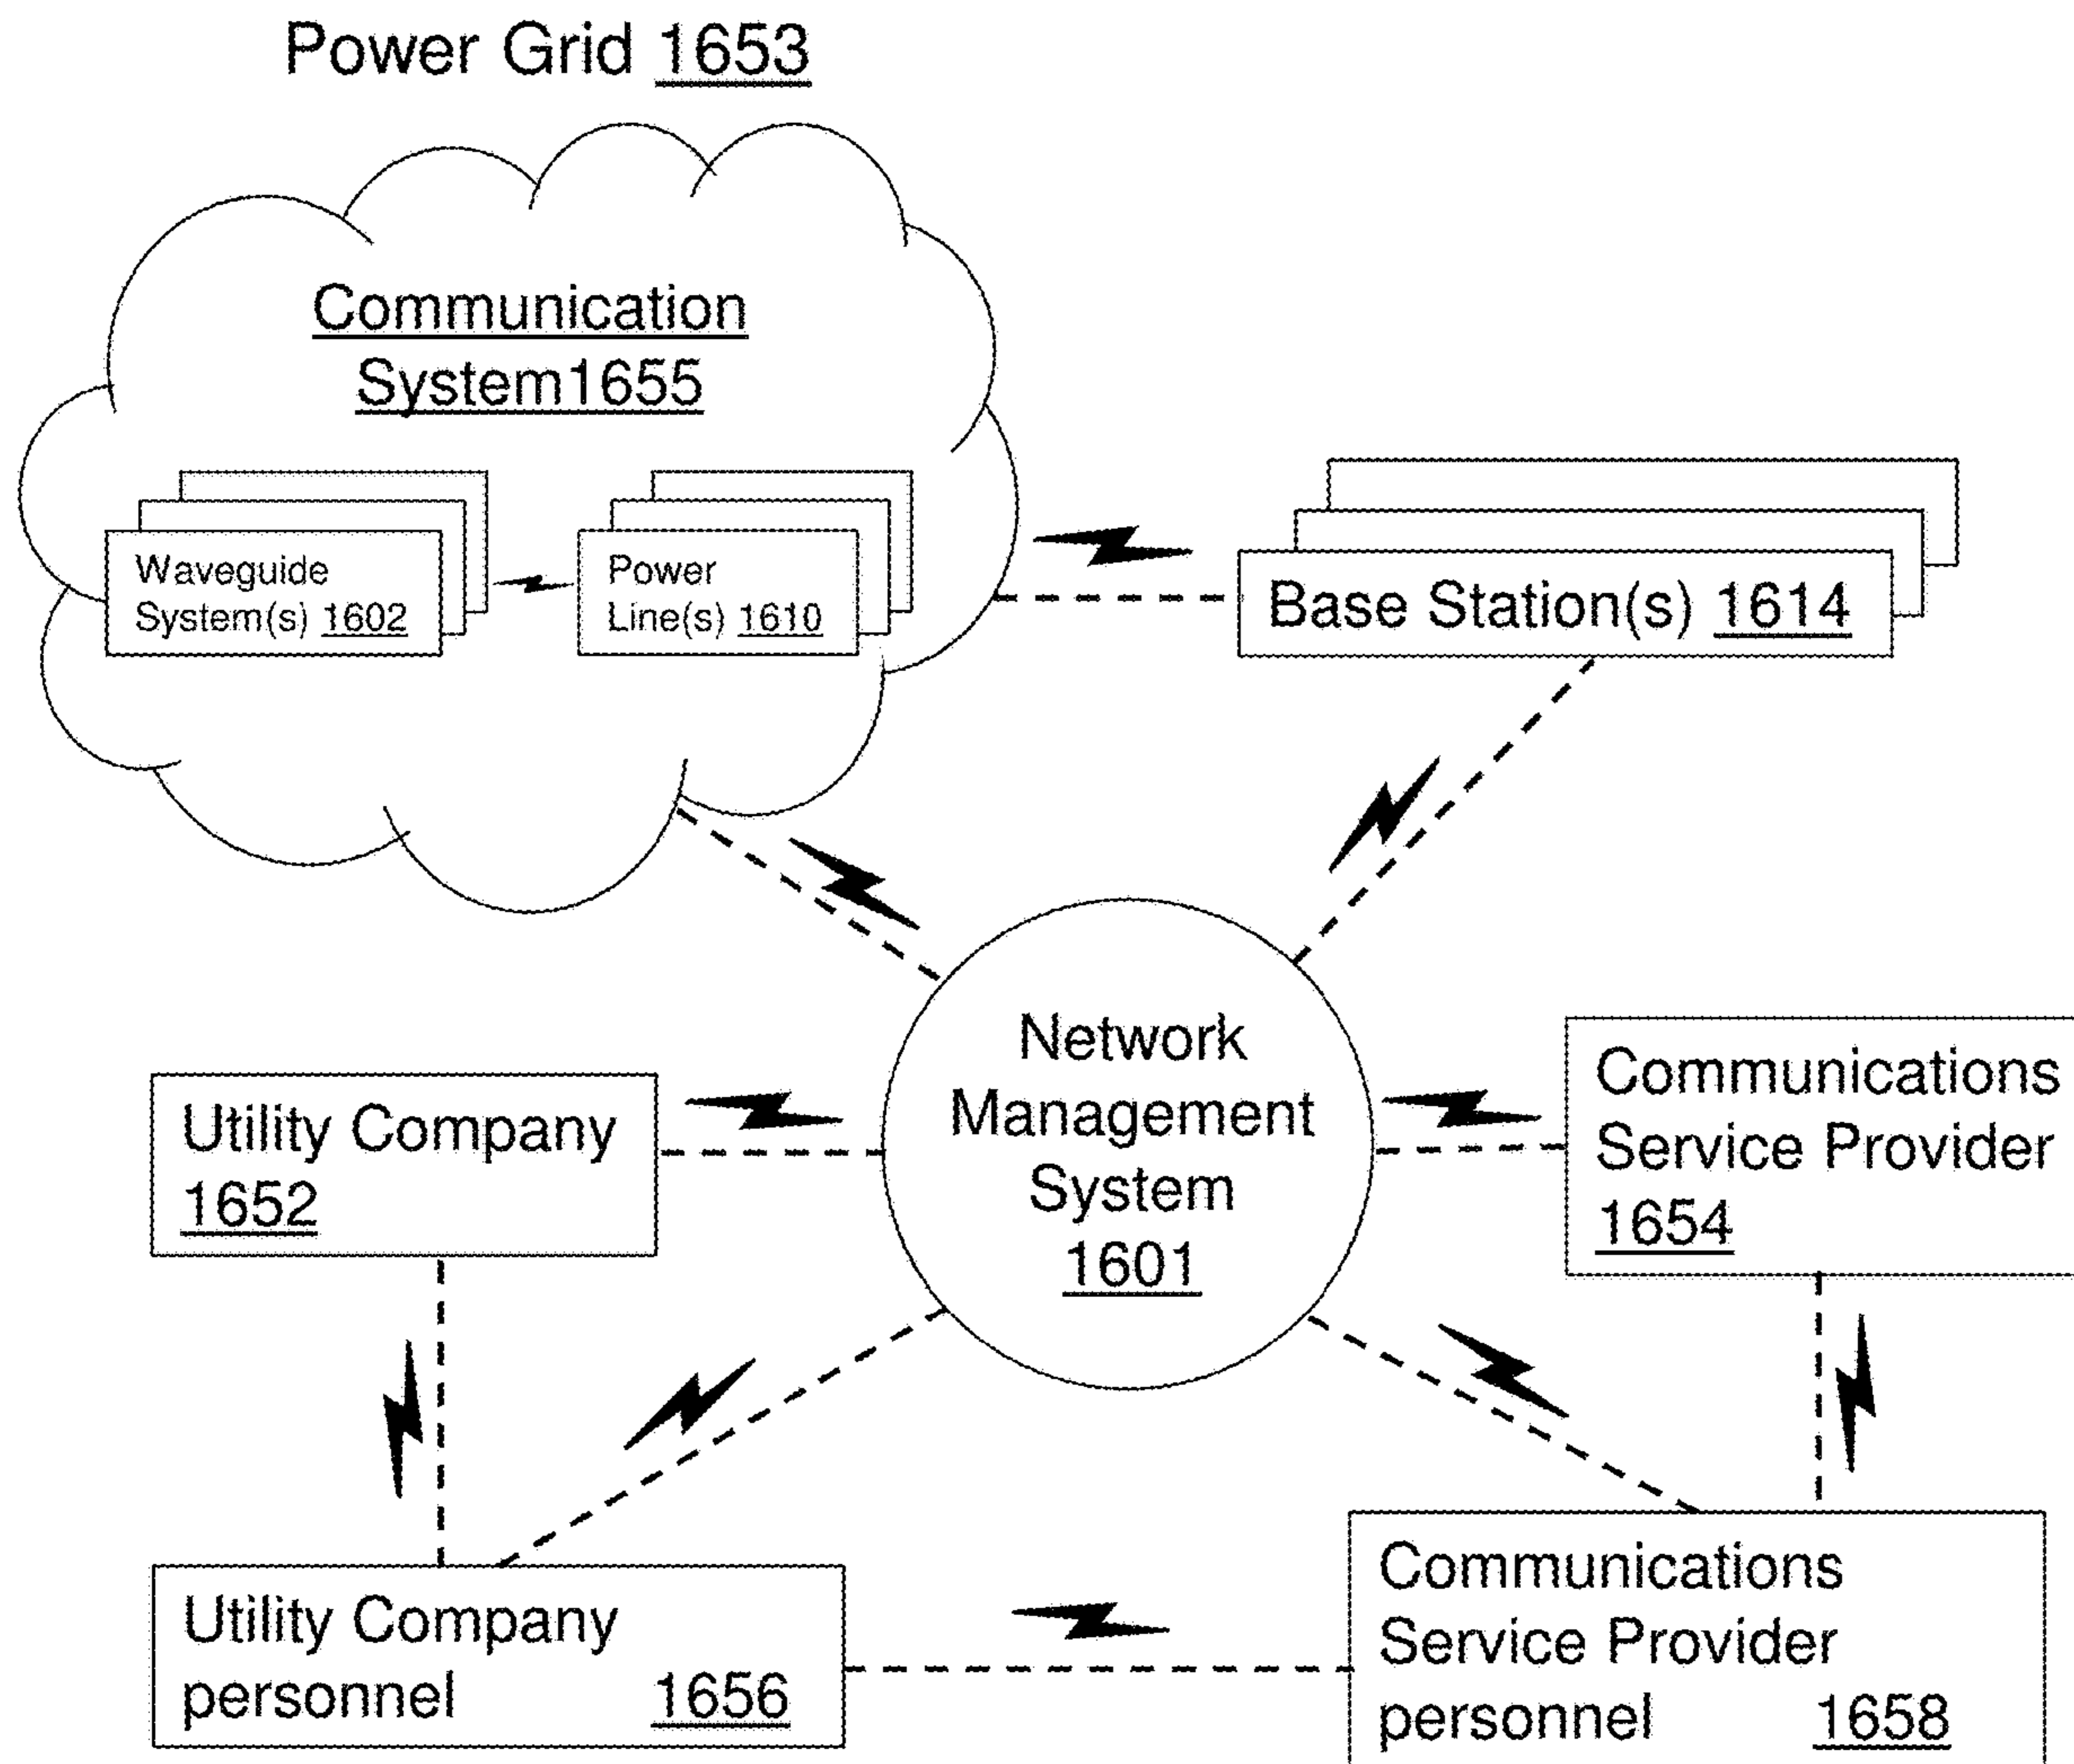 Power Grid 1653
Communication
System1655
Waveguide
System(s) 1602
Power
Line(s) 1610
Base Station(s) 1614
Network
Management
System
1601
Utility Company
1652
Communications
Service Provider
1654
Utility Company
personnel 1656
Communications
Service Provider
personnel 1658